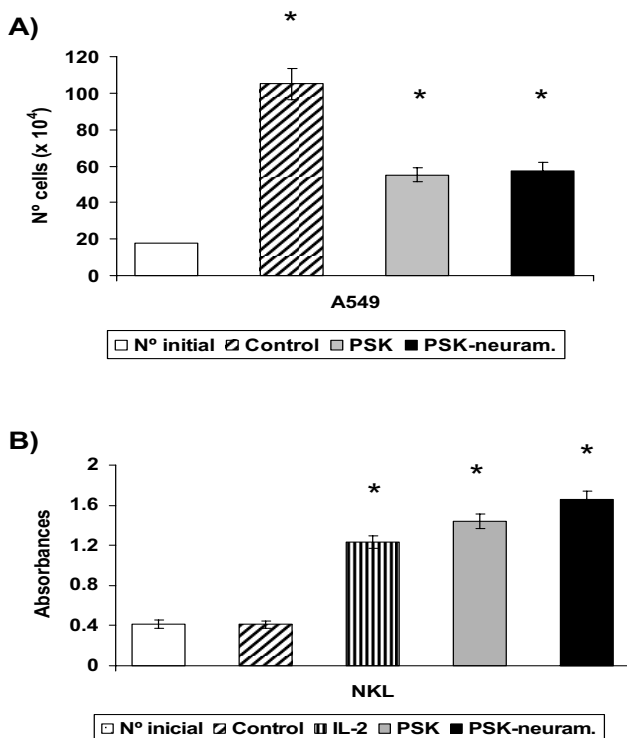 A)
*
*
*
120
100
80
60
40
20
0
Nº cells (x 10⁴)
A549
Nº initial Control PSK PSK-neuram.
B)
*
*
*
2
1.6
1.2
0.8
0.4
0
Absorbances
NKL
Nº inicial Control IL-2 PSK PSK-neuram.